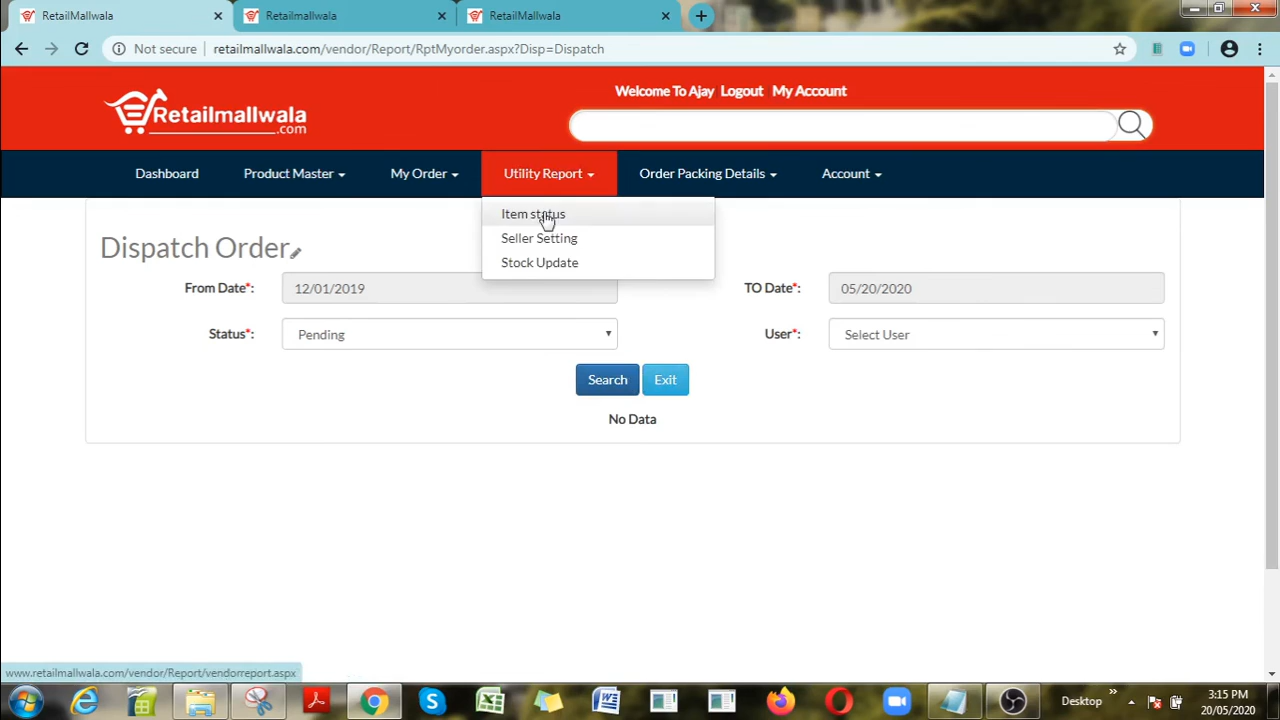 RetailMallwala
Retailmallwala
RetailMallwala
Not secure
retailmallwala.com/vendor/Report/RptMyorder.aspx?Disp=Dispatch
Welcome To Ajay Logout My Account
Retailmallwala
.com
Dashboard Product Master My Order Utility Report Order Packing Details Account
Item status
Seller Setting
Stock Update
Dispatch Order
From Date*: 12/01/2019 TO Date*: 05/20/2020
Status*: Pending User*: Select User
Search Exit
No Data
www.retailmallwala.com/vendor/Report/vendorreport.aspx
Desktop
3:15 PM
20/05/2020